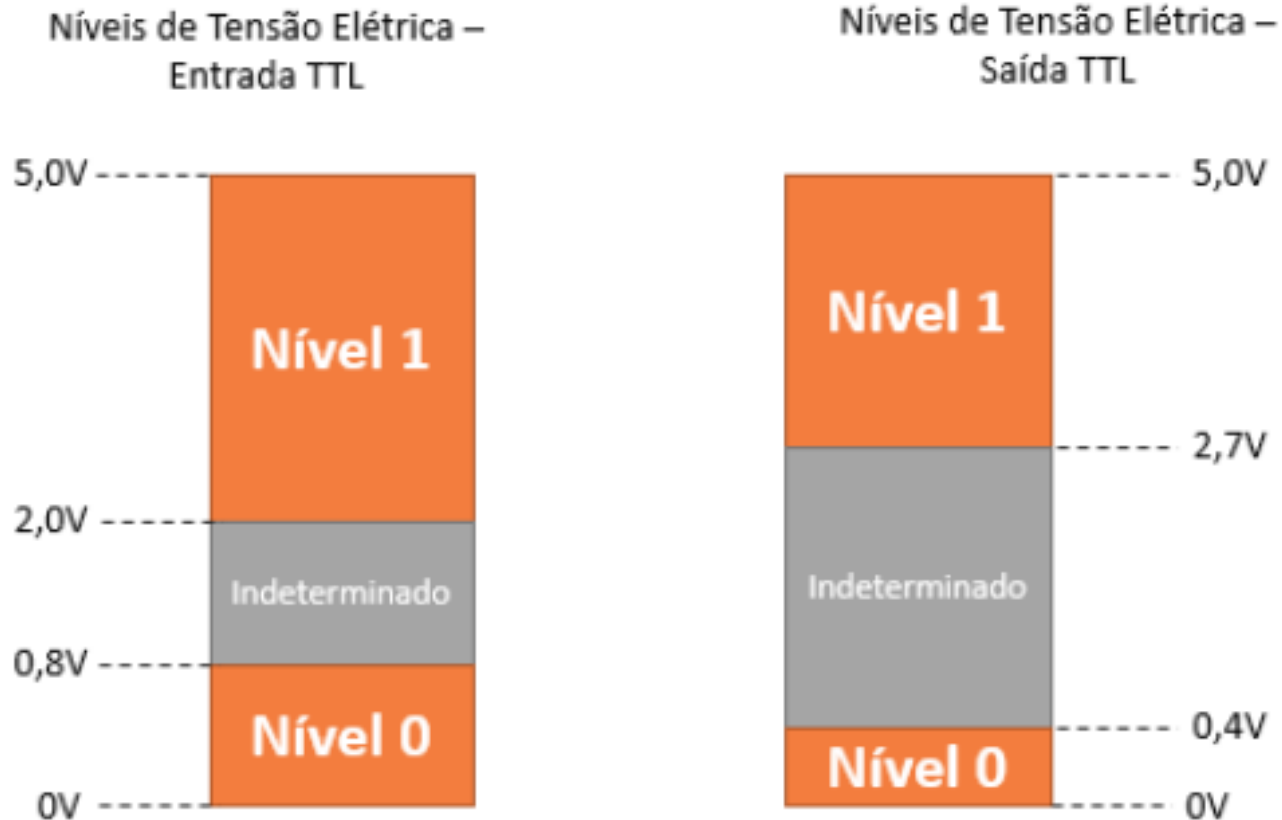 Níveis de Tensão Elétrica –
Entrada TTL
5,0V
Nível 1
2,0V
Indeterminado
0,8V
Nível 0
0V
Níveis de Tensão Elétrica –
Saída TTL
5,0V
Nível 1
2,7V
Indeterminado
0,4V
Nível 0
0V